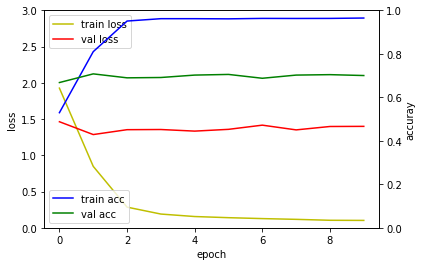 3.0
2.5
2.0
1.5
1.0
0.5
0.0
loss
train loss
val loss
train acc
val acc
1.0
0.8
0.6
0.4
0.2
0.0
accuray
0 2 4 6 8
epoch